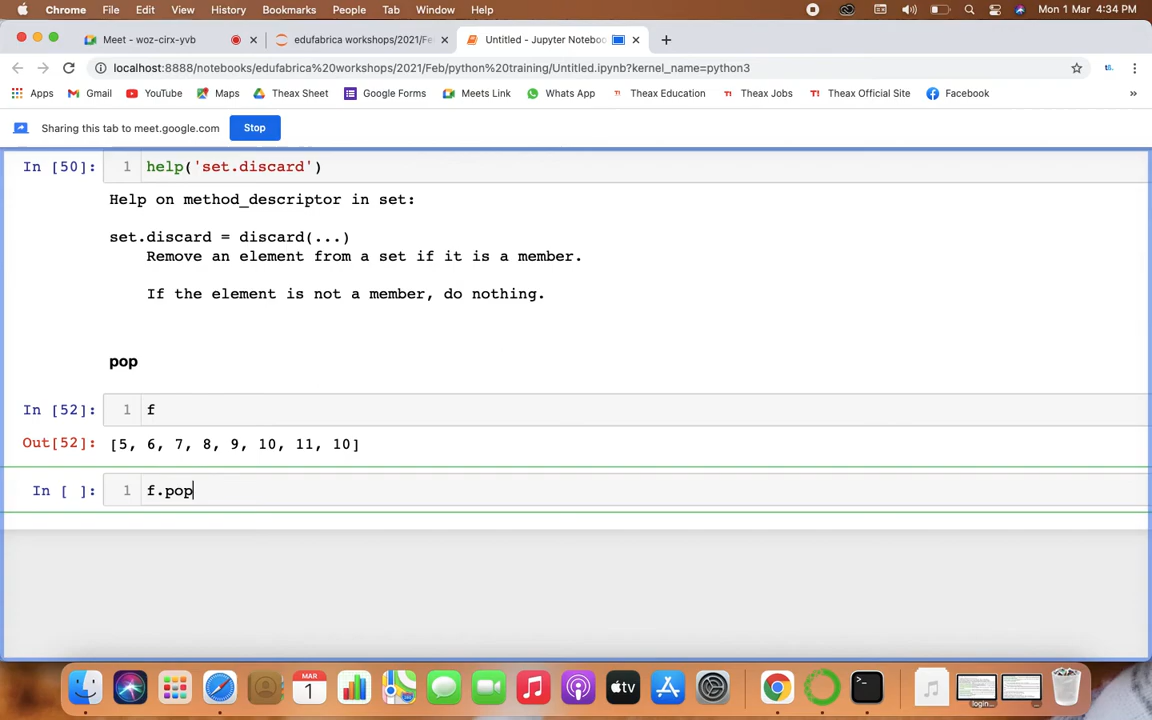 Chrome File Edit View History Bookmarks People Tab Window Help Mon 1 Mar 4:34 PM
Meet - woz-cirx-yvb edufabrica workshops/2021/Fe Untitled - Jupyter Noteboo
localhost:8888/notebooks/edufabrica%20workshops/2021/Feb/python%20training/Untitled.ipynb?kernel_name=python3
Apps Gmail YouTube Maps Theax Sheet Google Forms Meets Link Whats App Theax Education Theax Jobs Theax Official Site Facebook »
Sharing this tab to meet.google.com Stop
In [50]: 1 help('set.discard')
Help on method_descriptor in set:
set.discard = discard(...)
Remove an element from a set if it is a member.
If the element is not a member, do nothing.
pop
In [52]: 1 f
Out[52]: [5, 6, 7, 8, 9, 10, 11, 10]
In [ ]: 1 f.pop
MAR
1
tv
>_
login...